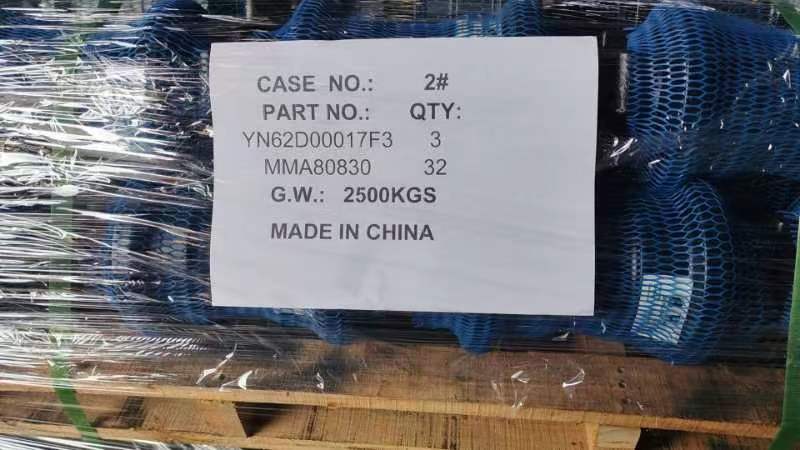 CASE NO.: 2#
PART NO.: QTY:
YN62D00017F3 3
MMA80830 32
G.W.: 2500KGS
MADE IN CHINA